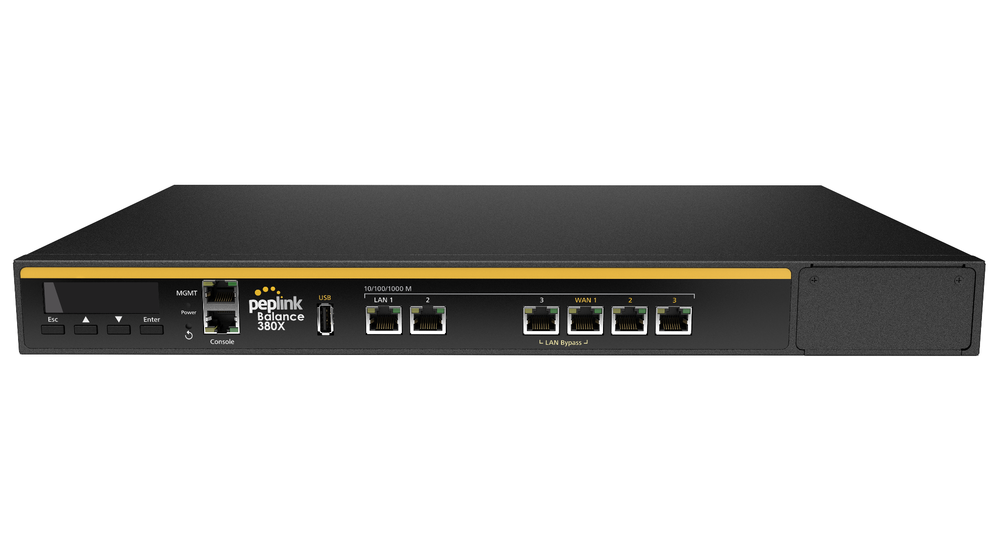 MGMT
Power
Esc
Enter
Console
peplink
Balance
380X
USB
10/100/1000 M
LAN 1 2 3 WAN 1 2 3
LAN Bypass